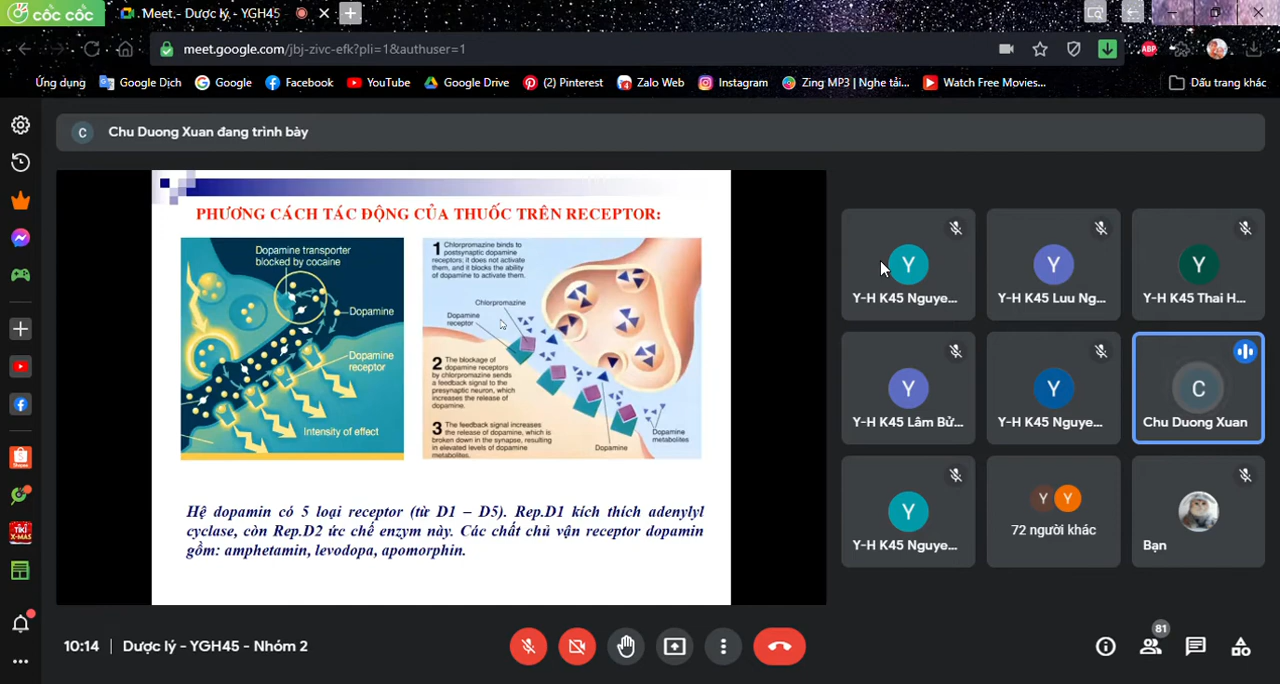 cốc cốc
Meet - Dược lý - YGH45
meet.google.com/jbj-zivc-efk?pli=1&authuser=1
ABP
Ứng dụng
Google Dịch
Google
Facebook
YouTube
Google Drive
(2) Pinterest
Zalo Web
Instagram
Zing MP3 | Nghe tải...
Watch Free Movies...
Dấu trang khác
C
Chu Duong Xuan đang trình bày
PHƯƠNG CÁCH TÁC ĐỘNG CỦA THUỐC TRÊN RECEPTOR:
Dopamine transporter
blocked by cocaine
Dopamine
Dopamine
receptor
Intensity of effect
1 Chlorpromazine binds to
postsynaptic dopamine
receptors; it does not activate
them, and it blocks the ability
of dopamine to activate them.
Chlorpromazine
Dopamine
receptor
2 The blockage of
dopamine receptors
by chlorpromazine sends
a feedback signal to the
presynaptic neuron, which
increases the release of
dopamine.
3 The feedback signal increases
the release of dopamine, which is
broken down in the synapse, resulting
in elevated levels of dopamine
metabolites.
Dopamine
Dopamine
metabolites
Hệ dopamin có 5 loại receptor (từ D1 – D5). Rep.D1 kích thích adenylyl
cyclase, còn Rep.D2 ức chế enzym này. Các chất chủ vận receptor dopamin
gồm: amphetamin, levodopa, apomorphin.
Y
Y-H K45 Nguye...
Y
Y-H K45 Luu Ng...
Y
Y-H K45 Thai H...
Y
Y-H K45 Lâm Bử...
Y
Y-H K45 Nguye...
C
Chu Duong Xuan
Y
Y-H K45 Nguye...
Y Y
72 người khác
Bạn
Shopee
TIKI
X-MAS
10:14 | Dược lý - YGH45 - Nhóm 2
81